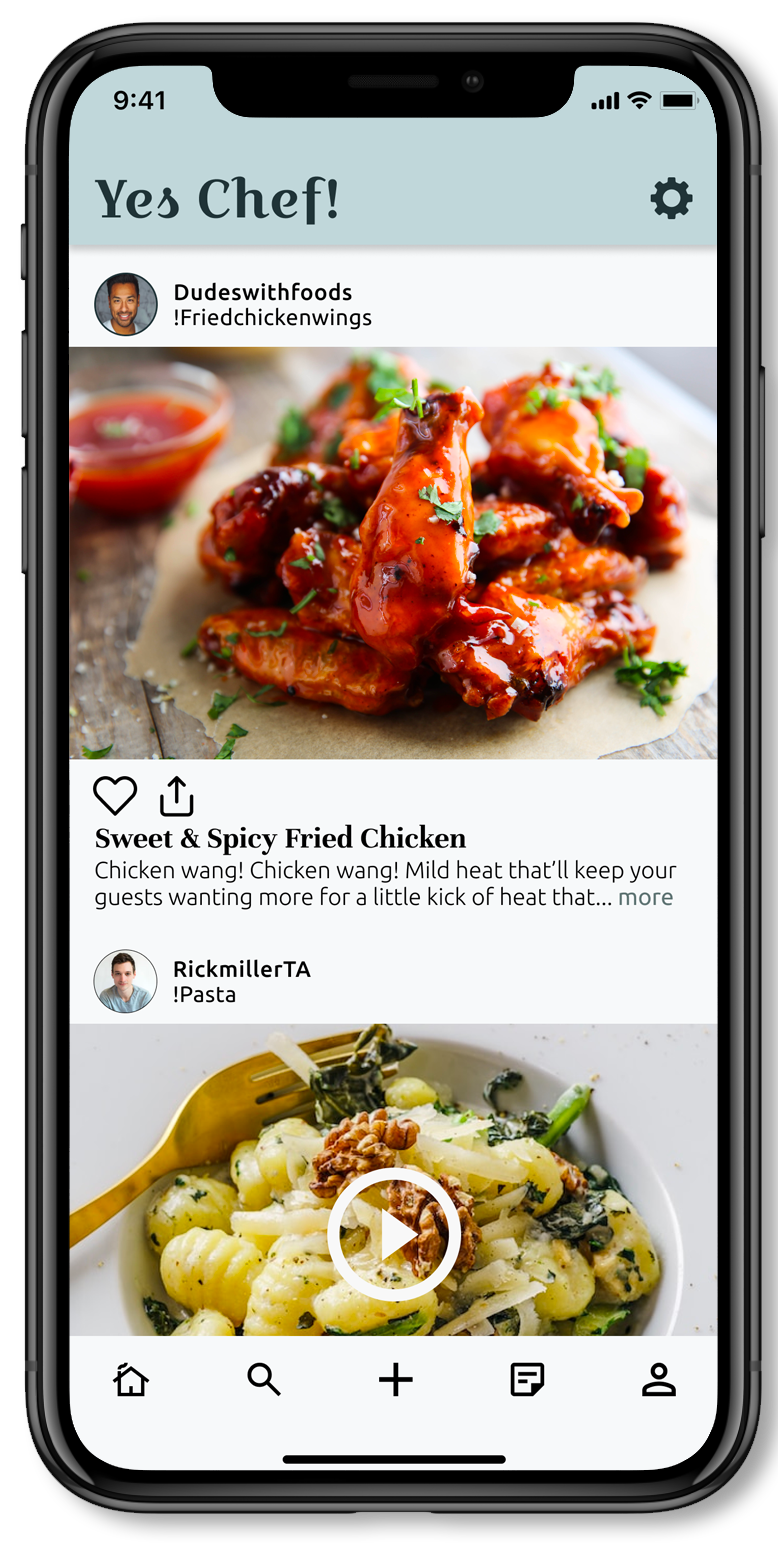 9:41
Yes Chef!
Dudeswithfoods
!Friedchickenwings
Sweet & Spicy Fried Chicken
Chicken wang! Chicken wang! Mild heat that’ll keep your
guests wanting more for a little kick of heat that... more
RickmillerTA
!Pasta